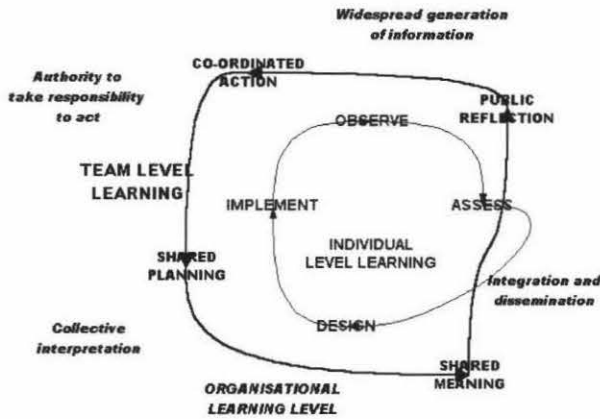 Widespread generation
of information
CO-ORDINATED
ACTION
Authority to
take responsibility
to act
PUBLIC
REFLECTION
OBSERVE
TEAM LEVEL
LEARNING
IMPLEMENT
ASSESS
INDIVIDUAL
LEVEL LEARNING
SHARED
PLANNING
Integration and
dissemination
Collective
interpretation
DESIGN
SHARED
MEANING
ORGANISATIONAL
LEARNING LEVEL